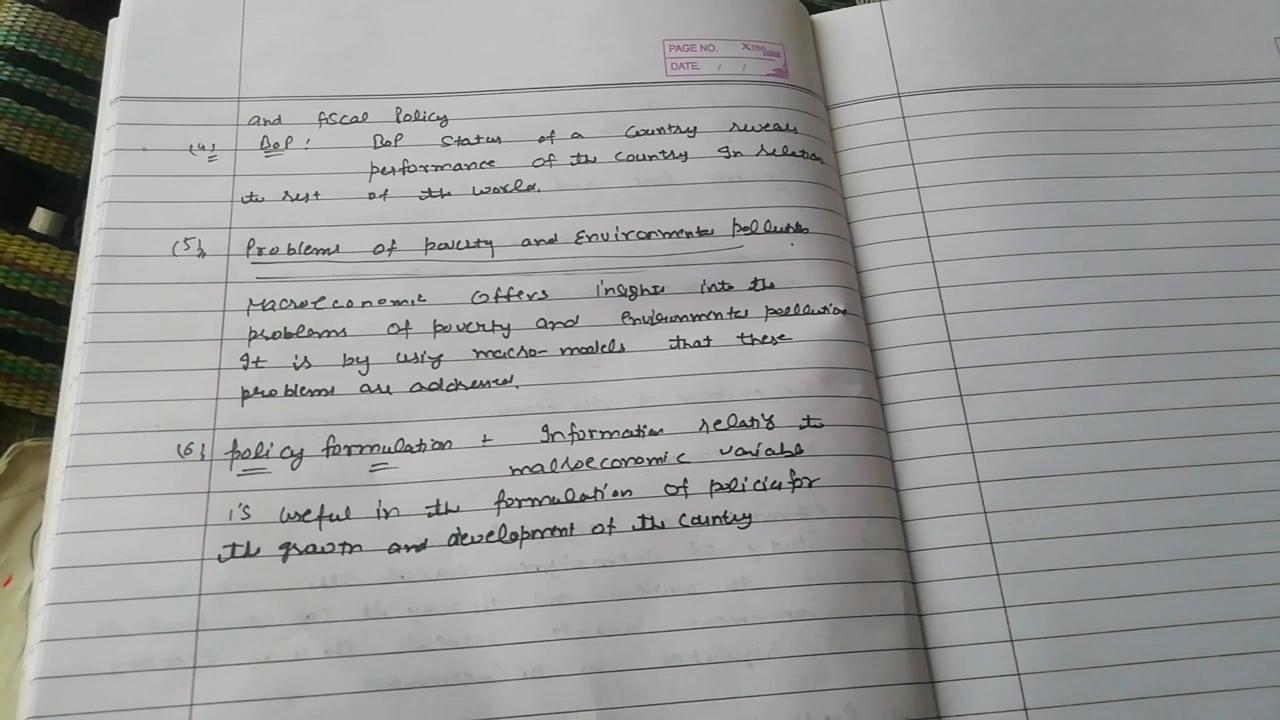 PAGE NO.
DATE / /
and fiscal Policy
(4) BoP : BoP Status of a Country reveals
performance of the Country In relation
to rest of the world.
(5) Problems of poverty and Environmental pollution
Macroeconomic offers insights into the
problems of poverty and environmental poellution
It is by using macro-models that these
problems are addressed.
(6) policy formulation : Information relatig to
macroeconomic variable
is useful in the formulation of policies for
the growth and development of the Country